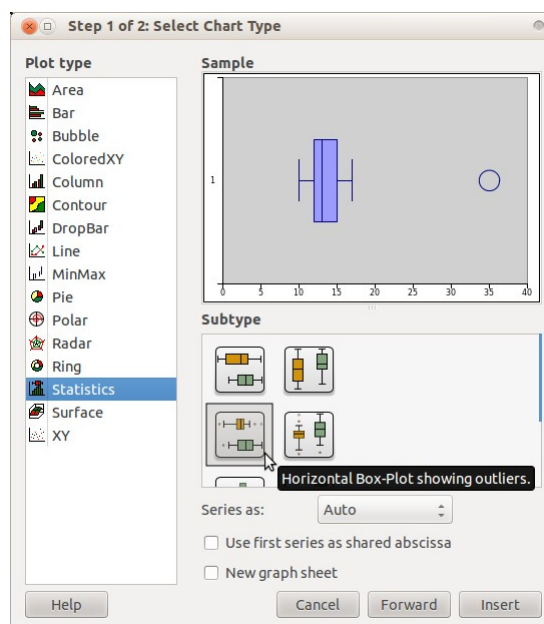 Step 1 of 2: Select Chart Type
Plot type
Area
Bar
Bubble
ColoredXY
Column
Contour
DropBar
Line
MinMax
Pie
Polar
Radar
Ring
Statistics
Surface
XY
Sample
1
0 5 10 15 20 25 30 35 40
Subtype
Horizontal Box-Plot showing outliers.
Series as: Auto
Use first series as shared abscissa
New graph sheet
Help Cancel Forward Insert